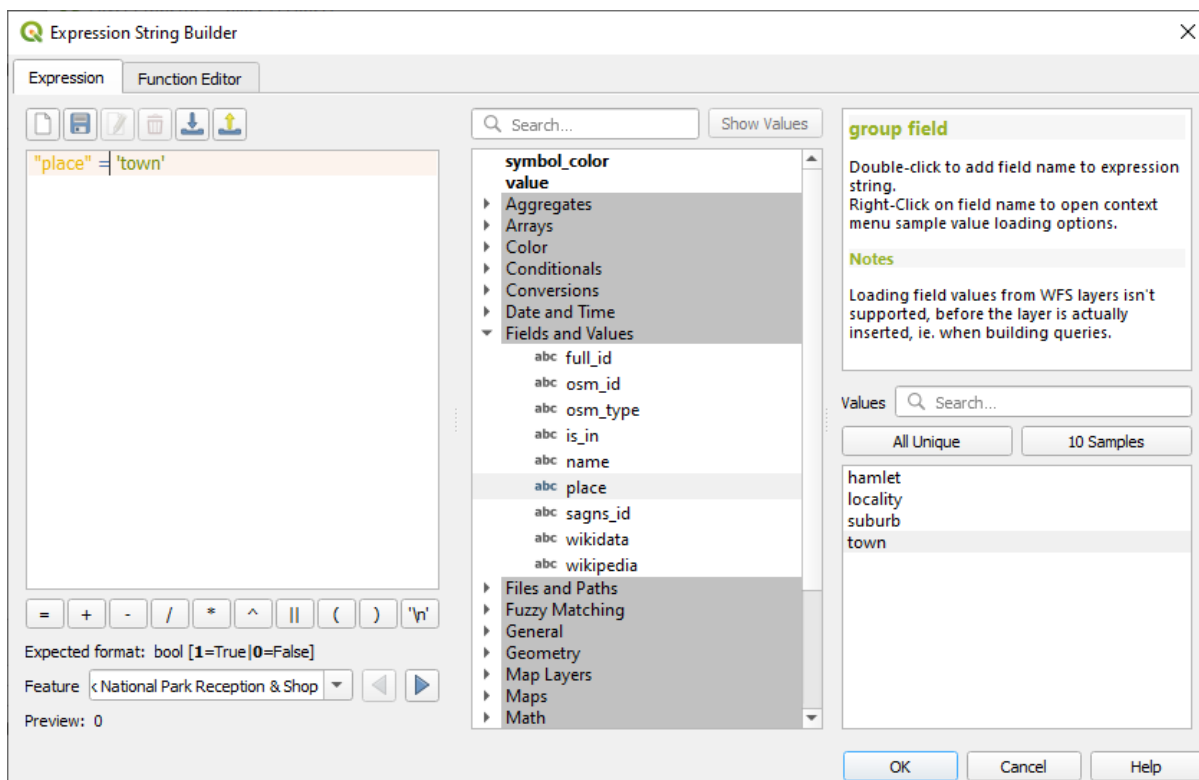 Expression String Builder
Expression
Function Editor
"place" = 'town'
= + - / * ^ || ( ) '\n'
Expected format: bool [1=True|0=False]
Feature
National Park Reception & Shop
Preview: 0
Search...
Show Values
symbol_color
value
Aggregates
Arrays
Color
Conditionals
Conversions
Date and Time
Fields and Values
abc full_id
abc osm_id
abc osm_type
abc is_in
abc name
abc place
abc sagns_id
abc wikidata
abc wikipedia
Files and Paths
Fuzzy Matching
General
Geometry
Map Layers
Maps
Math
group field
Double-click to add field name to expression
string.
Right-Click on field name to open context
menu sample value loading options.
Notes
Loading field values from WFS layers isn't
supported, before the layer is actually
inserted, ie. when building queries.
Values
Search...
All Unique
10 Samples
hamlet
locality
suburb
town
OK
Cancel
Help